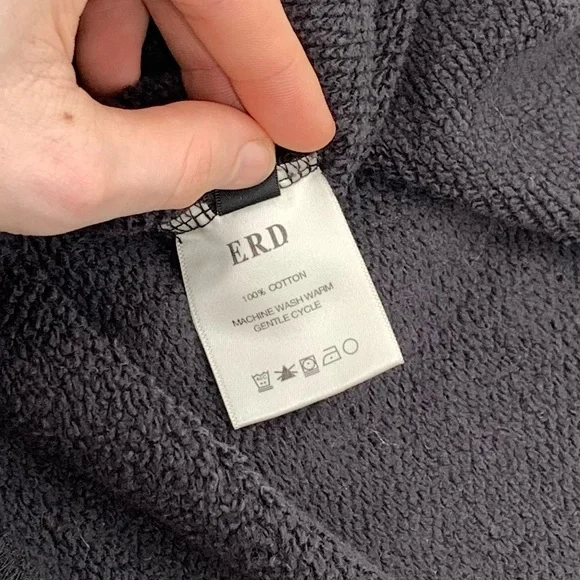 ERD
100% COTTON
MACHINE WASH WARM
GENTLE CYCLE